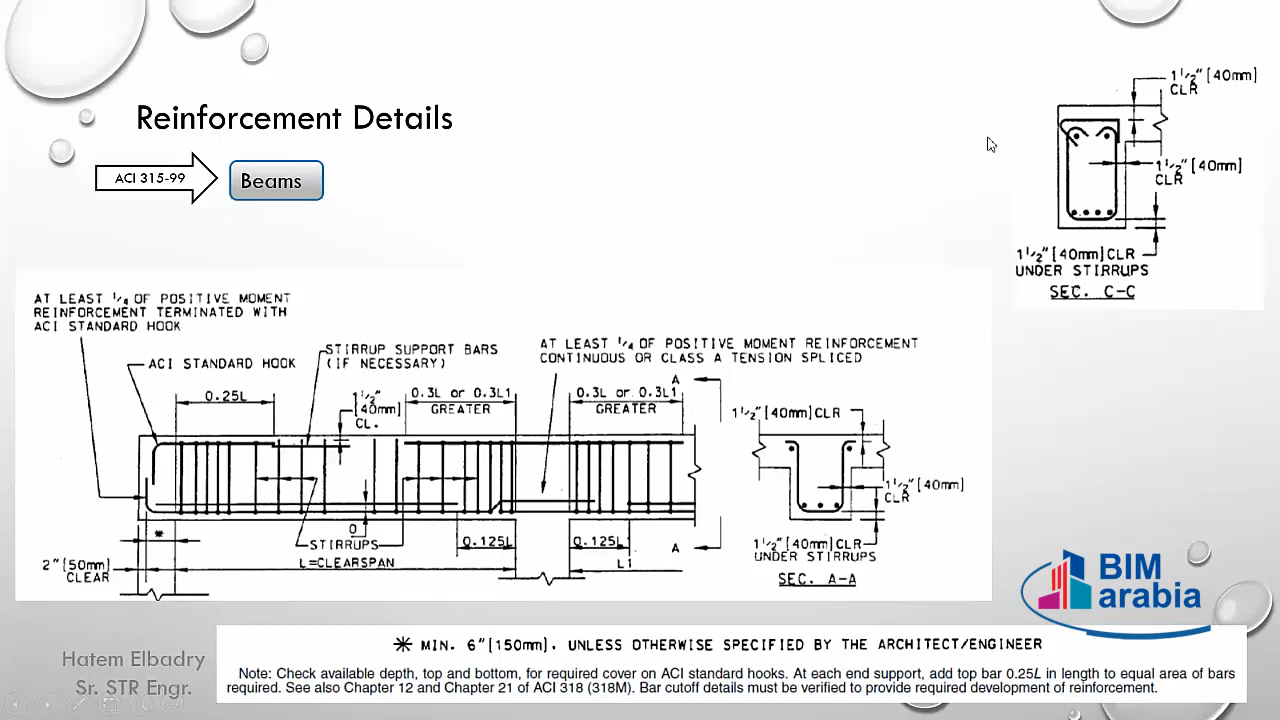 Reinforcement Details
ACI 315-99
Beams
1 1/2" [40mm]
CLR
1 1/2" [40mm]
CLR
1 1/2" [40mm] CLR
UNDER STIRRUPS
SEC. C-C
AT LEAST 1/4 OF POSITIVE MOMENT
REINFORCEMENT TERMINATED WITH
ACI STANDARD HOOK
ACI STANDARD HOOK
STIRRUP SUPPORT BARS
(IF NECESSARY)
AT LEAST 1/4 OF POSITIVE MOMENT REINFORCEMENT
CONTINUOUS OR CLASS A TENSION SPLICED
0.25L
1 1/2"
[40mm]
CL.
0.3L or 0.3L1
GREATER
0.3L or 0.3L1
GREATER
A
1 1/2" [40mm] CLR
1 1/2" [40mm]
CLR
0
STIRRUPS
0.125L
0.125L
A
*
2" [50mm]
CLEAR
L=CLEARSPAN
L1
1 1/2" [40mm] CLR
UNDER STIRRUPS
SEC. A-A
BIM
arabia
* MIN. 6" [150mm]. UNLESS OTHERWISE SPECIFIED BY THE ARCHITECT/ENGINEER
Note: Check available depth, top and bottom, for required cover on ACI standard hooks. At each end support, add top bar 0.25L in length to equal area of bars
required. See also Chapter 12 and Chapter 21 of ACI 318 (318M). Bar cutoff details must be verified to provide required development of reinforcement.
Hatem Elbadry
Sr. STR Engr.